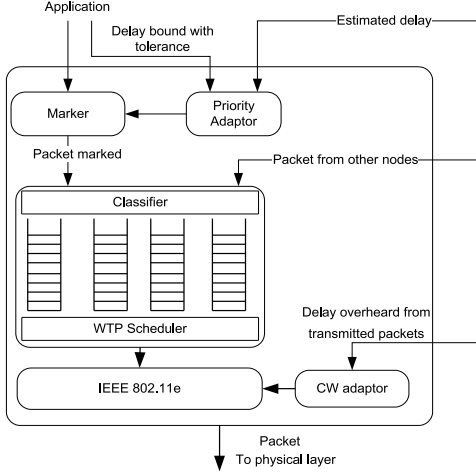 Application
Estimated delay
Delay bound with
tolerance
Marker
Priority
Adaptor
Packet marked
Packet from other nodes
Classifier
WTP Scheduler
Delay overheard from
transmitted packets
IEEE 802.11e
CW adaptor
Packet
To physical layer